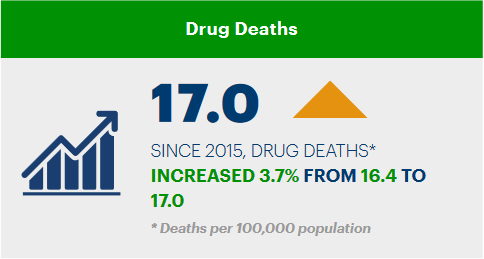 Drug Deaths
17.0
SINCE 2015, DRUG DEATHS*
INCREASED 3.7% FROM 16.4 TO
17.0
* Deaths per 100,000 population